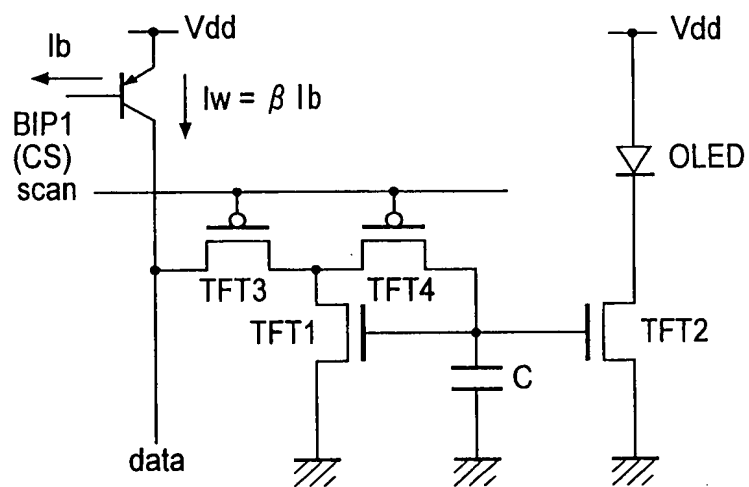 Vdd
Vdd
Ib
Iw = β Ib
BIP1
(CS)
scan
OLED
TFT3
TFT4
TFT1
TFT2
C
data